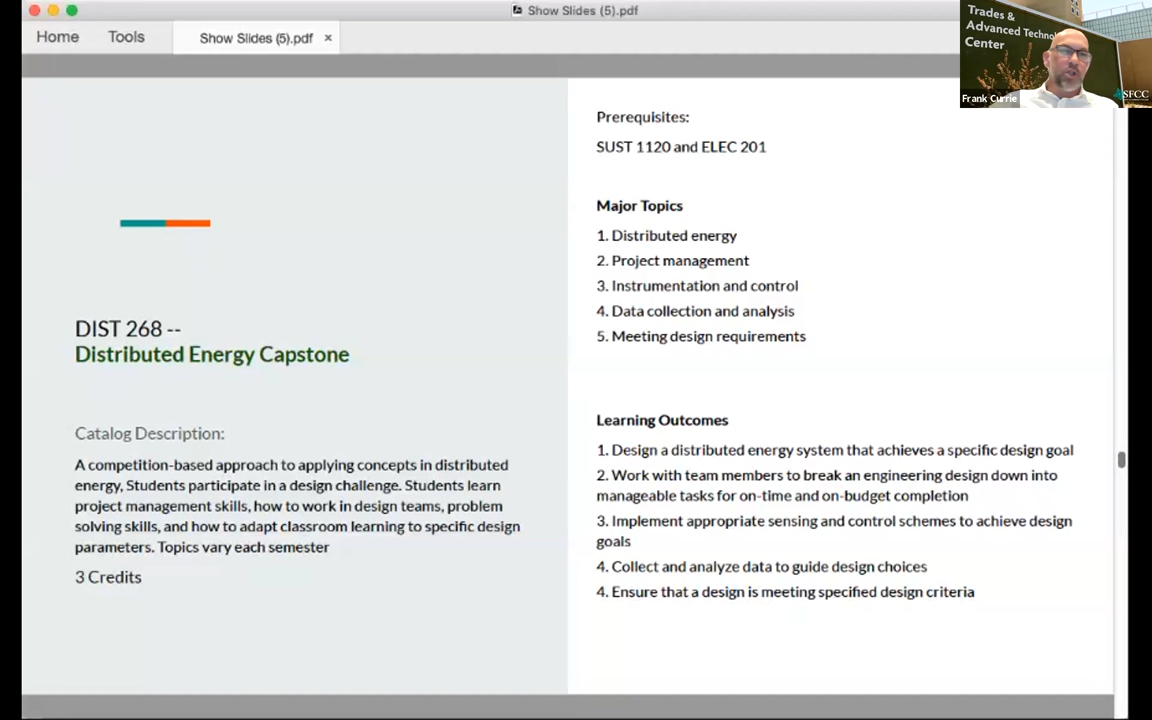 Show Slides (5).pdf
Home
Tools
Show Slides (5).pdf ×
Trades &
Advanced Techno
Center
Frank Currie
SFCC
DIST 268 --
Distributed Energy Capstone
Catalog Description:
A competition-based approach to applying concepts in distributed
energy, Students participate in a design challenge. Students learn
project management skills, how to work in design teams, problem
solving skills, and how to adapt classroom learning to specific design
parameters. Topics vary each semester
3 Credits
Prerequisites:
SUST 1120 and ELEC 201
Major Topics
1. Distributed energy
2. Project management
3. Instrumentation and control
4. Data collection and analysis
5. Meeting design requirements
Learning Outcomes
1. Design a distributed energy system that achieves a specific design goal
2. Work with team members to break an engineering design down into
manageable tasks for on-time and on-budget completion
3. Implement appropriate sensing and control schemes to achieve design
goals
4. Collect and analyze data to guide design choices
4. Ensure that a design is meeting specified design criteria